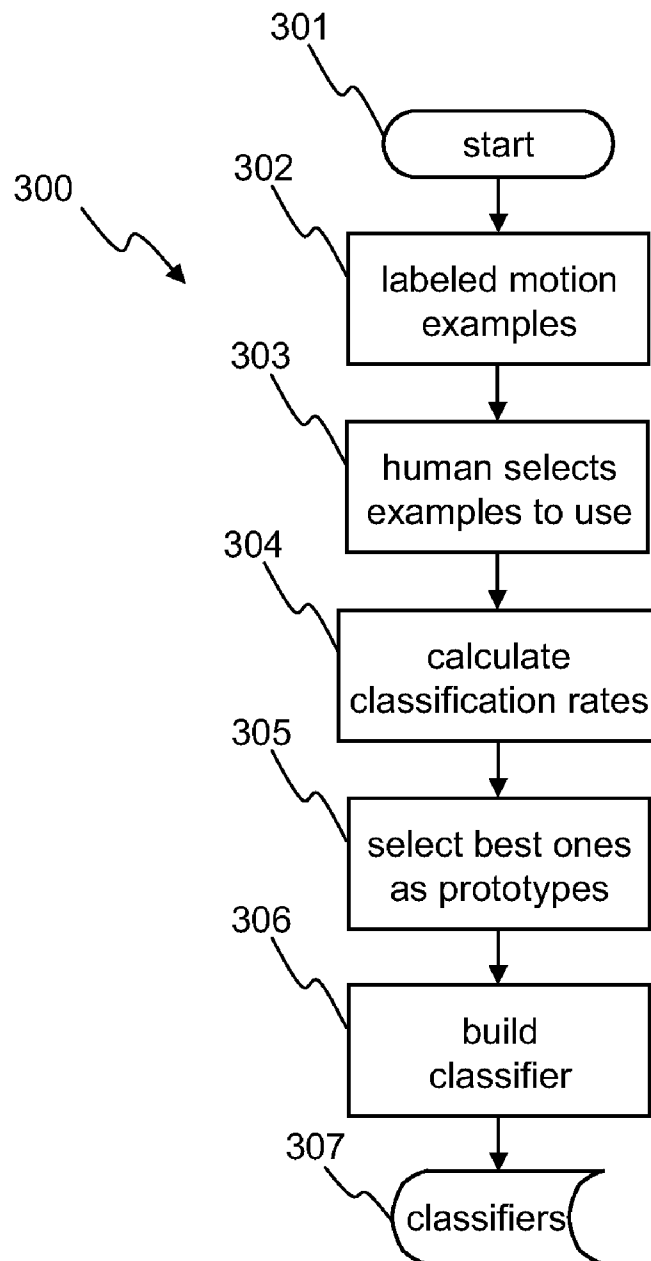 301
start
300
302
labeled motion
examples
303
human selects
examples to use
304
calculate
classification rates
305
select best ones
as prototypes
306
build
classifier
307
classifiers